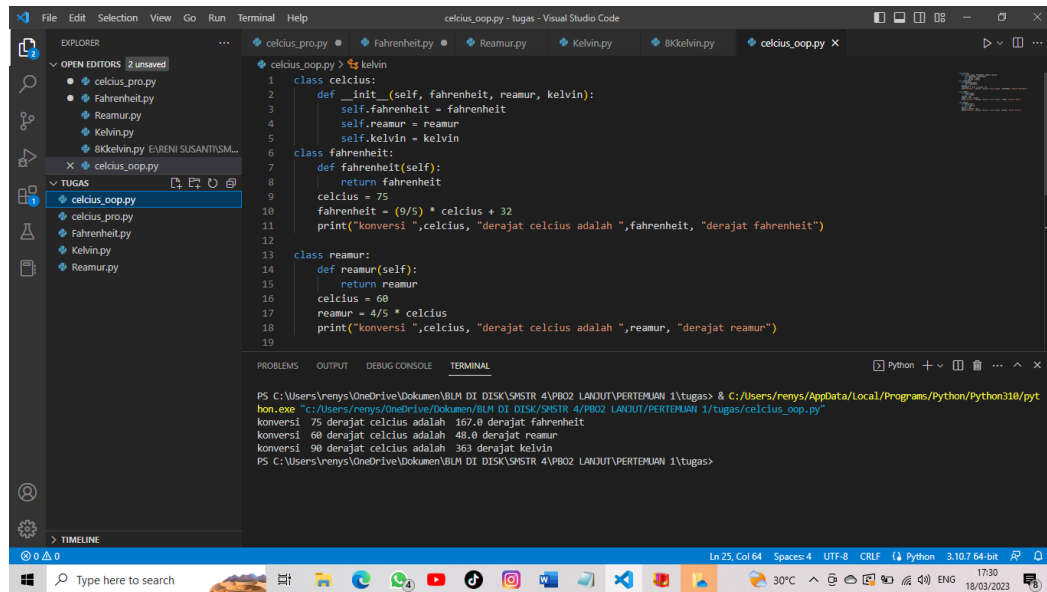 File Edit Selection View Go Run Terminal Help celcius_oop.py - tugas - Visual Studio Code
EXPLORER
OPEN EDITORS 2 unsaved
celcius_pro.py
Fahrenheit.py
Reamur.py
Kelvin.py
8Kkelvin.py E:\RENI SUSANTI\SM...
celcius_oop.py
TUGAS
celcius_oop.py
celcius_pro.py
Fahrenheit.py
Kelvin.py
Reamur.py
TIMELINE
celcius_pro.py Fahrenheit.py Reamur.py Kelvin.py 8Kkelvin.py celcius_oop.py
celcius_oop.py > kelvin
1 class celcius:
2 def __init__(self, fahrenheit, reamur, kelvin):
3 self.fahrenheit = fahrenheit
4 self.reamur = reamur
5 self.kelvin = kelvin
6 class fahrenheit:
7 def fahrenheit(self):
8 return fahrenheit
9 celcius = 75
10 fahrenheit = (9/5) * celcius + 32
11 print("konversi ",celcius, "derajat celcius adalah ",fahrenheit, "derajat fahrenheit")
12
13 class reamur:
14 def reamur(self):
15 return reamur
16 celcius = 60
17 reamur = 4/5 * celcius
18 print("konversi ",celcius, "derajat celcius adalah ",reamur, "derajat reamur")
19
PROBLEMS OUTPUT DEBUG CONSOLE TERMINAL Python
PS C:\Users\renys\OneDrive\Dokumen\BLM DI DISK\SMSTR 4\PBO2 LANJUT\PERTEMUAN 1\tugas> & C:/Users/renys/AppData/Local/Programs/Python/Python310/pyt
hon.exe "c:/Users/renys/OneDrive/Dokumen/BLM DI DISK/SMSTR 4/PBO2 LANJUT/PERTEMUAN 1/tugas/celcius_oop.py"
konversi 75 derajat celcius adalah 167.0 derajat fahrenheit
konversi 60 derajat celcius adalah 48.0 derajat reamur
konversi 90 derajat celcius adalah 363 derajat kelvin
PS C:\Users\renys\OneDrive\Dokumen\BLM DI DISK\SMSTR 4\PBO2 LANJUT\PERTEMUAN 1\tugas>
0 0 Ln 25, Col 64 Spaces: 4 UTF-8 CRLF Python 3.10.7 64-bit
Type here to search 30°C ENG 17:30
18/03/2023